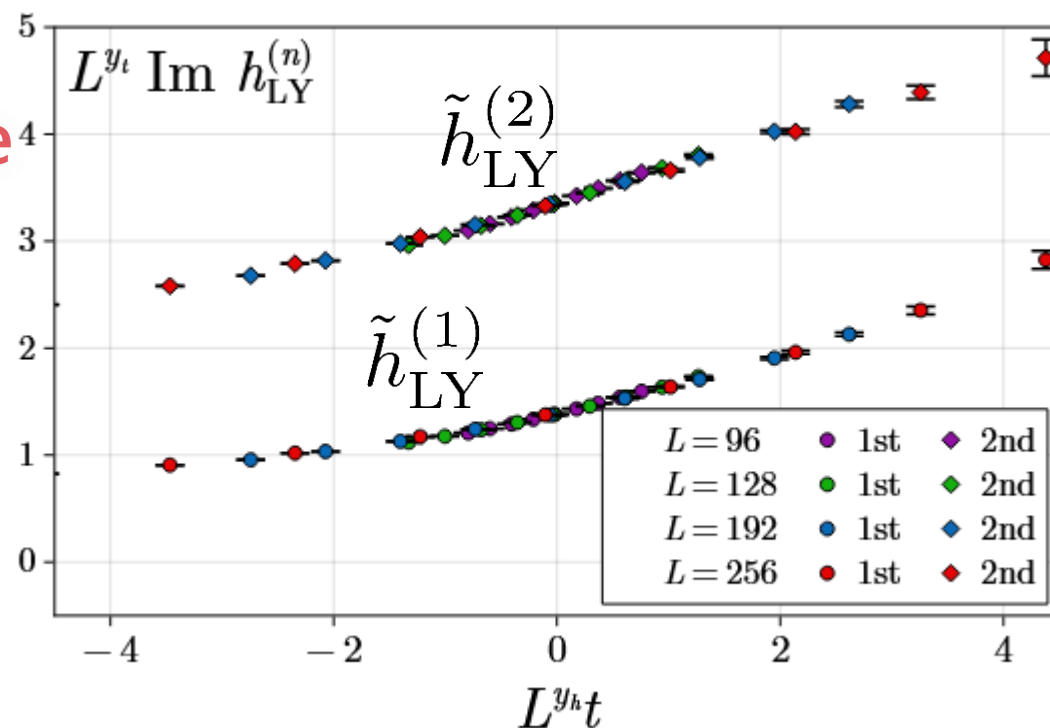 5
L^{y_t} Im h_{LY}^{(n)}
e
4
h̃_{LY}^{(2)}
3
h̃_{LY}^{(1)}
2
1
0
L = 96 1st 2nd
L = 128 1st 2nd
L = 192 1st 2nd
L = 256 1st 2nd
−4 −2 0 2 4
L^{y_h}t